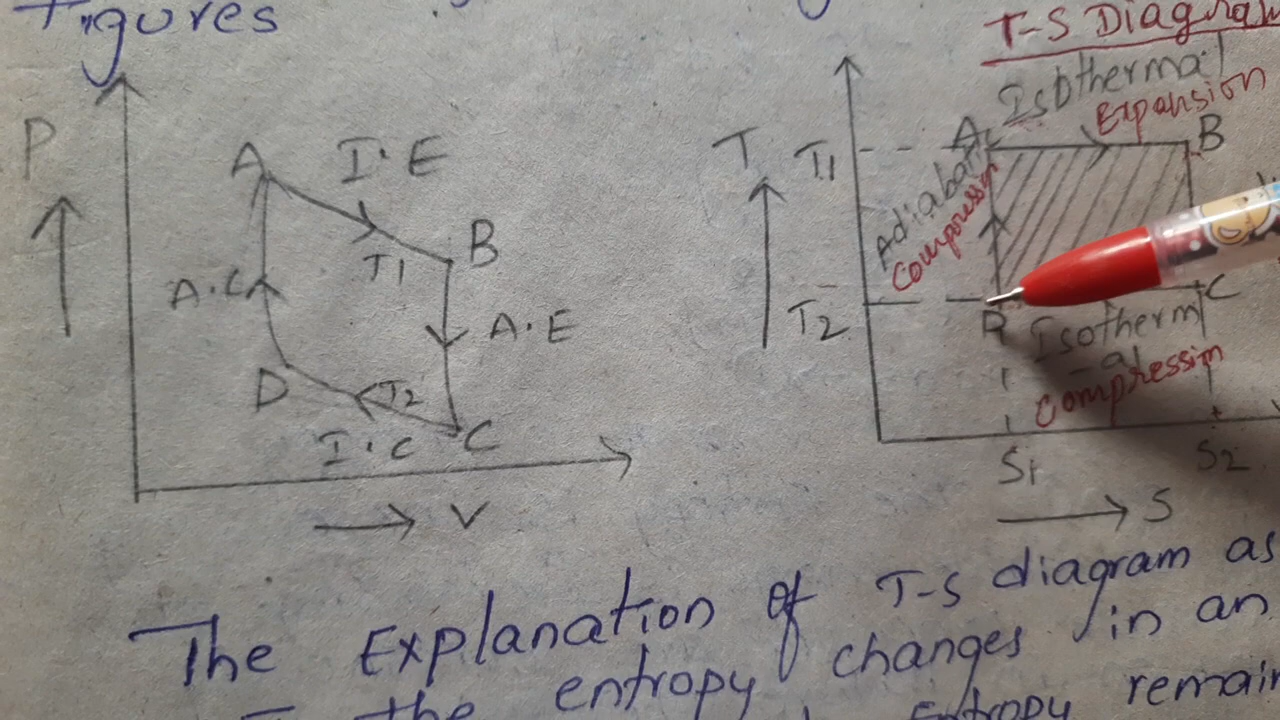 Figures
T-S Diagram
P
A
I.E
T1
B
A.C
A.E
D
T2
I.C
C
V
T
T1
T2
Isothermal
Expansion
A
B
Adiabatic
Compression
D
C
Isotherm
-al
Compression
S1
S2
S
The Explanation of T-S diagram as
the entropy changes in an
Entropy remain